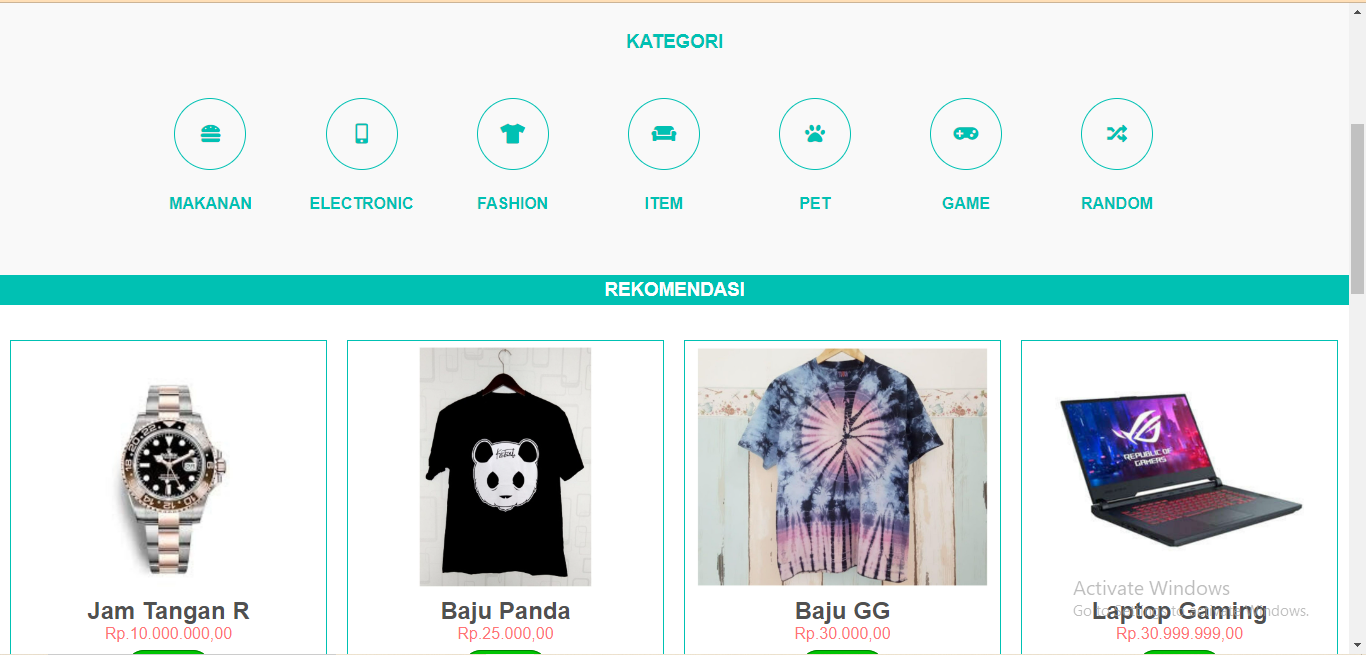 KATEGORI
MAKANAN
ELECTRONIC
FASHION
ITEM
PET
GAME
RANDOM
REKOMENDASI
REPUBLIC OF
GAMERS
Jam Tangan R
Rp.10.000.000,00
Baju Panda
Rp.25.000,00
Baju GG
Rp.30.000,00
Activate Windows
Go to Settings to activate Windows.
Laptop Gaming
Rp.30.999.999,00